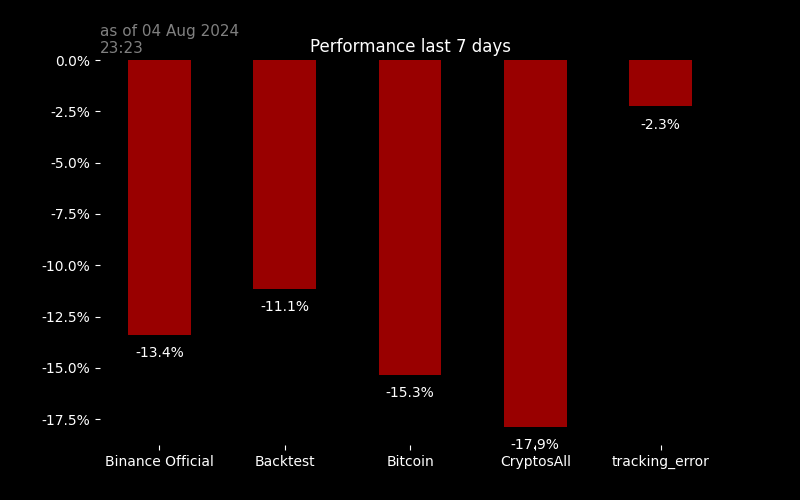 as of 04 Aug 2024
23:23
Performance last 7 days
0.0%
-2.5%
-5.0%
-7.5%
-10.0%
-12.5%
-15.0%
-17.5%
-13.4%
-11.1%
-15.3%
-17.9%
-2.3%
Binance Official
Backtest
Bitcoin
CryptosAll
tracking_error